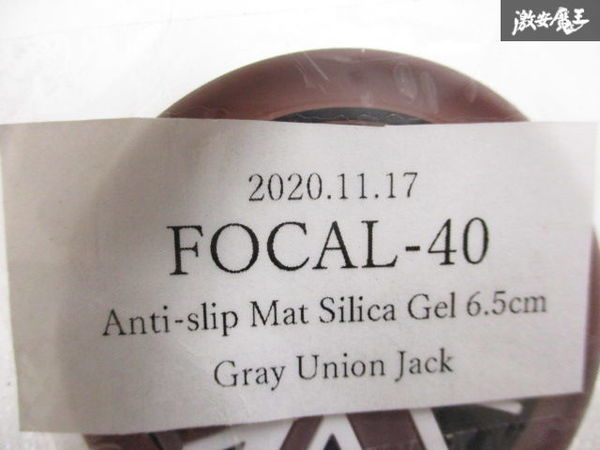 激安魔王
2020.11.17
FOCAL-40
Anti-slip Mat Silica Gel 6.5cm
Gray Union Jack